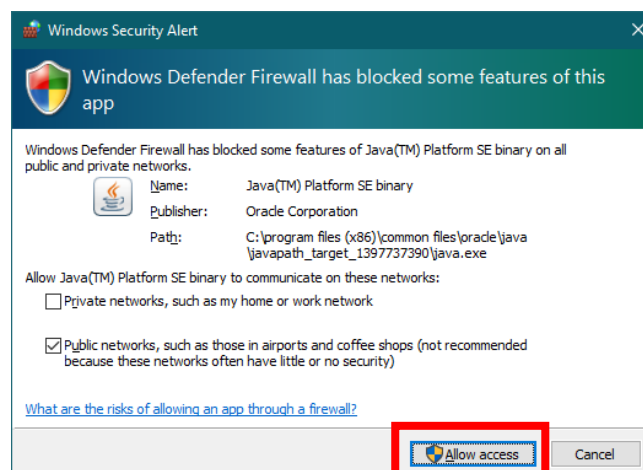 Windows Security Alert
Windows Defender Firewall has blocked some features of this
app
Windows Defender Firewall has blocked some features of Java(TM) Platform SE binary on all
public and private networks.
Name: Java(TM) Platform SE binary
Publisher: Oracle Corporation
Path: C:\program files (x86)\common files\oracle\java
\javapath_target_1397737390\java.exe
Allow Java(TM) Platform SE binary to communicate on these networks:
Private networks, such as my home or work network
Public networks, such as those in airports and coffee shops (not recommended
because these networks often have little or no security)
What are the risks of allowing an app through a firewall?
Allow access Cancel